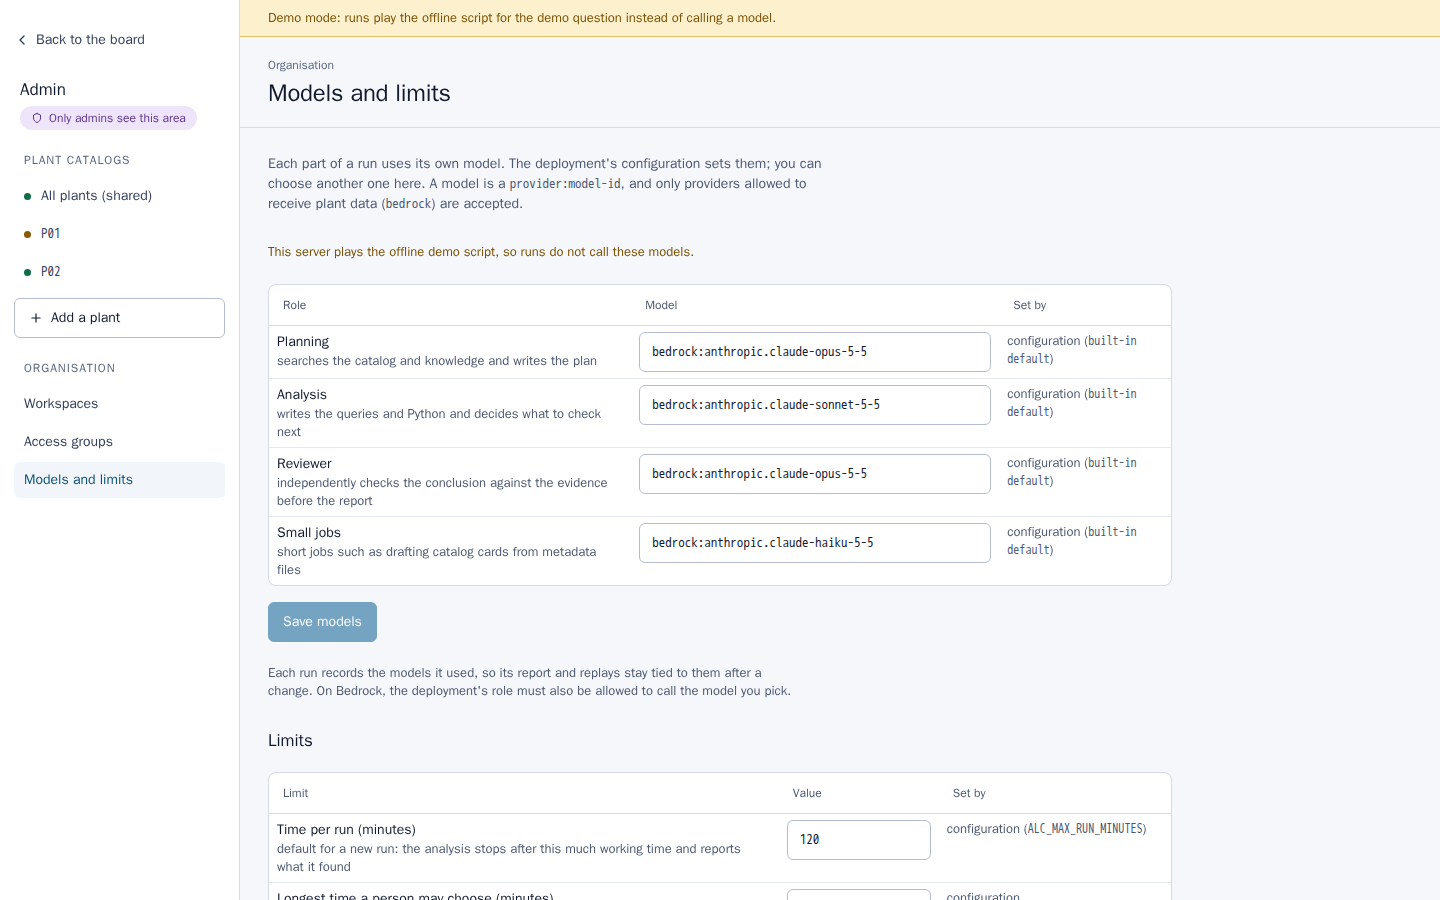 Demo mode: runs play the offline script for the demo question instead of calling a model.
Back to the board
Admin
Only admins see this area
PLANT CATALOGS
All plants (shared)
P01
P02
Add a plant
ORGANISATION
Workspaces
Access groups
Models and limits
Organisation
Models and limits
Each part of a run uses its own model. The deployment's configuration sets them; you can
choose another one here. A model is a provider:model-id, and only providers allowed to
receive plant data (bedrock) are accepted.
This server plays the offline demo script, so runs do not call these models.
Role Model Set by
Planning
searches the catalog and knowledge and writes the plan
bedrock:anthropic.claude-opus-5-5
configuration (built-in
default)
Analysis
writes the queries and Python and decides what to check
next
bedrock:anthropic.claude-sonnet-5-5
configuration (built-in
default)
Reviewer
independently checks the conclusion against the evidence
before the report
bedrock:anthropic.claude-opus-5-5
configuration (built-in
default)
Small jobs
short jobs such as drafting catalog cards from metadata
files
bedrock:anthropic.claude-haiku-5-5
configuration (built-in
default)
Save models
Each run records the models it used, so its report and replays stay tied to them after a
change. On Bedrock, the deployment's role must also be allowed to call the model you pick.
Limits
Limit Value Set by
Time per run (minutes)
default for a new run: the analysis stops after this much working time and reports
what it found
120
configuration (ALC_MAX_RUN_MINUTES)
Longest time a person may choose (minutes)
configuration